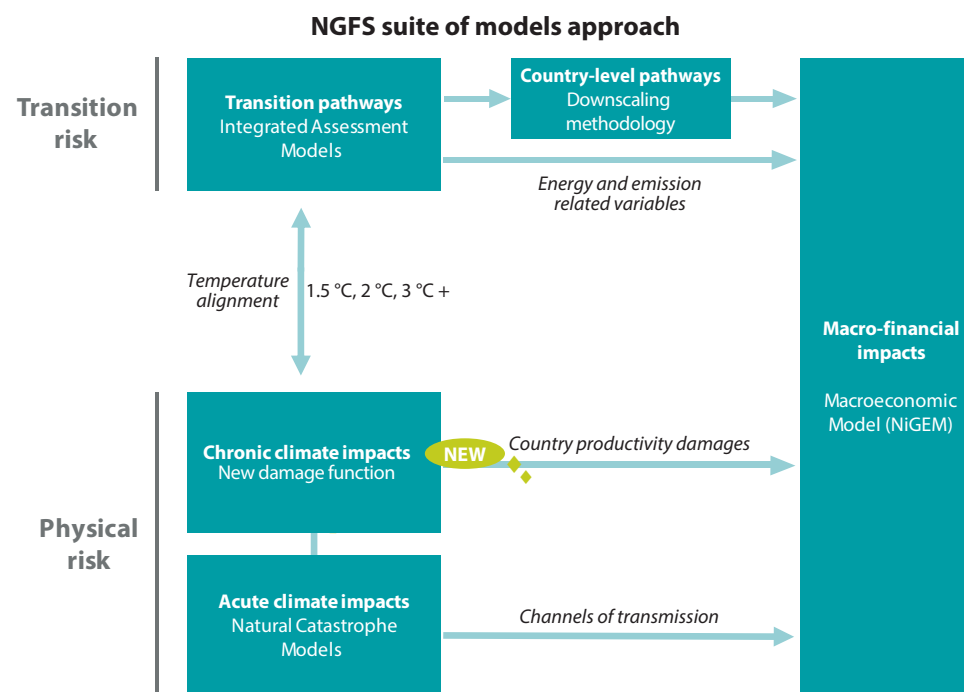 NGFS suite of models approach
Transition
risk
Transition pathways
Integrated Assessment
Models
Country-level pathways
Downscaling
methodology
Energy and emission
related variables
Temperature
alignment
1.5 °C, 2 °C, 3 °C +
Macro-financial
impacts
Macroeconomic
Model (NiGEM)
Physical
risk
Chronic climate impacts
New damage function
NEW
Country productivity damages
Acute climate impacts
Natural Catastrophe
Models
Channels of transmission